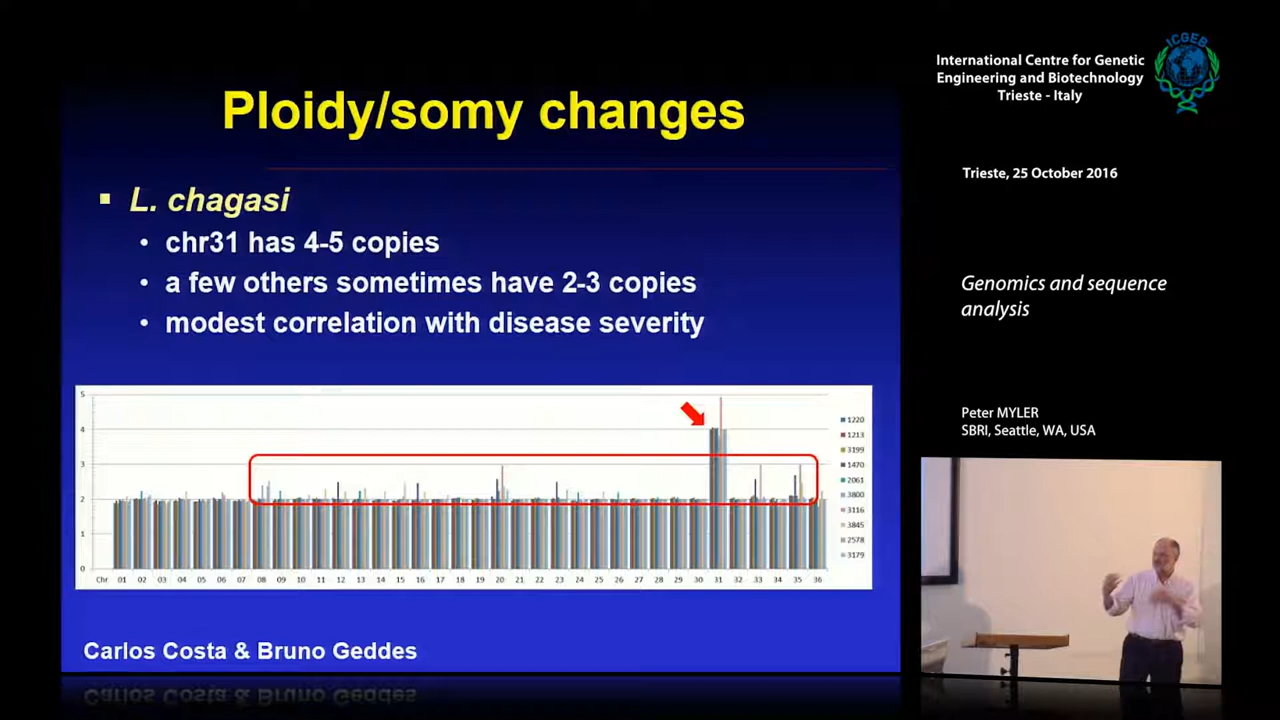 Ploidy/somy changes
L. chagasi
chr31 has 4-5 copies
a few others sometimes have 2-3 copies
modest correlation with disease severity
5
4
3
2
1
0
Chr 01 02 03 04 05 06 07 08 09 10 11 12 13 14 15 16 17 18 19 20 21 22 23 24 25 26 27 28 29 30 31 32 33 34 35 36
1220
1213
3199
1470
2061
3800
3116
3845
2578
3179
Carlos Costa & Bruno Geddes
International Centre for Genetic
Engineering and Biotechnology
Trieste - Italy
ICGEB
Trieste, 25 October 2016
Genomics and sequence
analysis
Peter MYLER
SBRI, Seattle, WA, USA